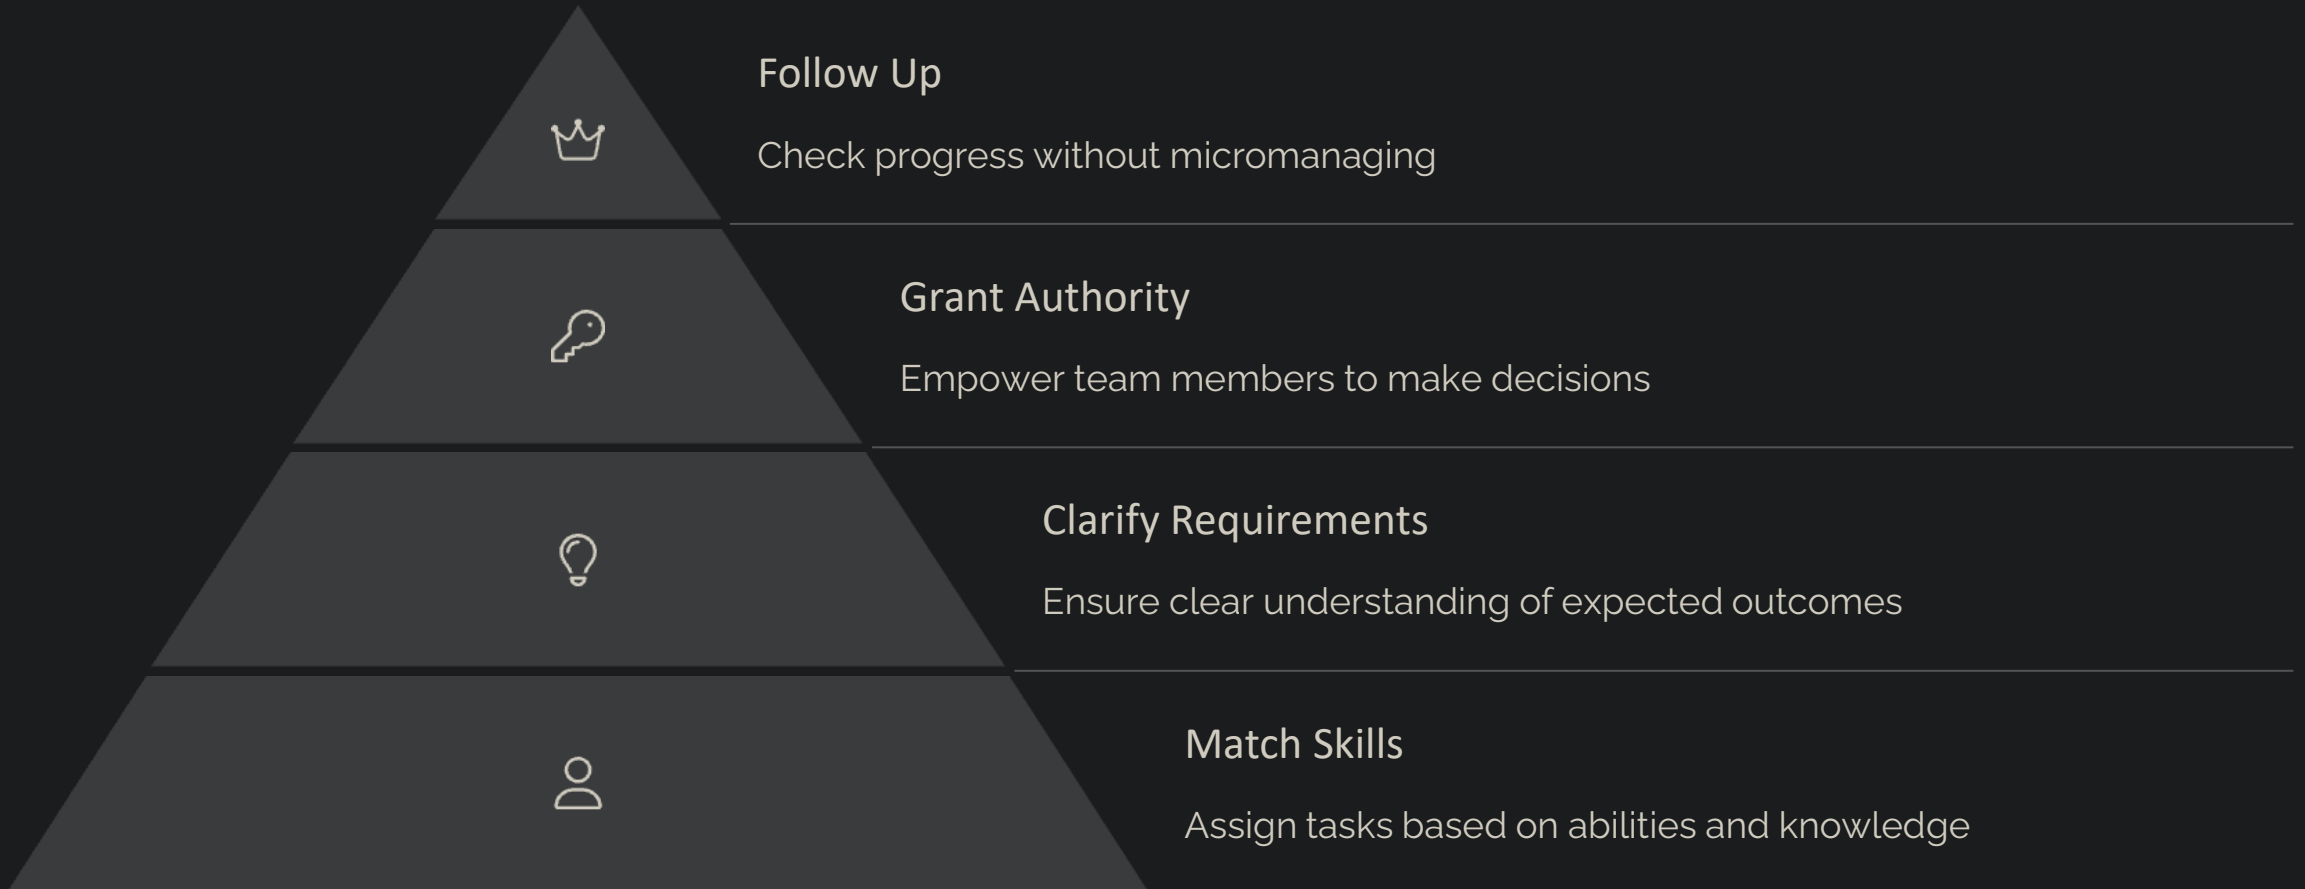 Follow Up
Check progress without micromanaging
Grant Authority
Empower team members to make decisions
Clarify Requirements
Ensure clear understanding of expected outcomes
Match Skills
Assign tasks based on abilities and knowledge